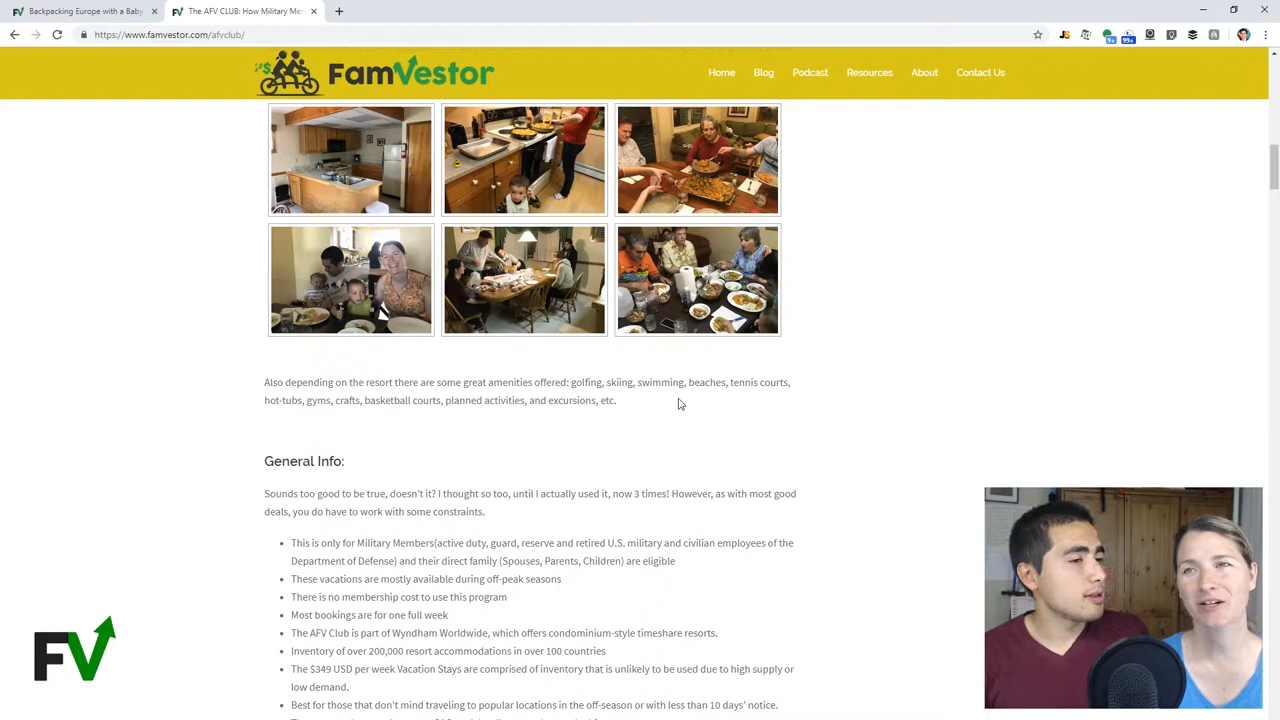 Backpacking Europe with a Baby
The AFV CLUB: How Military Mem
https://www.famvestor.com/afvclub/
9+
99+
FamVestor
Home
Blog
Podcast
Resources
About
Contact Us
Also depending on the resort there are some great amenities offered: golfing, skiing, swimming, beaches, tennis courts,
hot-tubs, gyms, crafts, basketball courts, planned activities, and excursions, etc.
General Info:
Sounds too good to be true, doesn't it? I thought so too, until I actually used it, now 3 times! However, as with most good
deals, you do have to work with some constraints.
This is only for Military Members(active duty, guard, reserve and retired U.S. military and civilian employees of the
Department of Defense) and their direct family (Spouses, Parents, Children) are eligible
These vacations are mostly available during off-peak seasons
There is no membership cost to use this program
Most bookings are for one full week
The AFV Club is part of Wyndham Worldwide, which offers condominium-style timeshare resorts.
Inventory of over 200,000 resort accommodations in over 100 countries
The $349 USD per week Vacation Stays are comprised of inventory that is unlikely to be used due to high supply or
low demand.
Best for those that don't mind traveling to popular locations in the off-season or with less than 10 days' notice.
FV